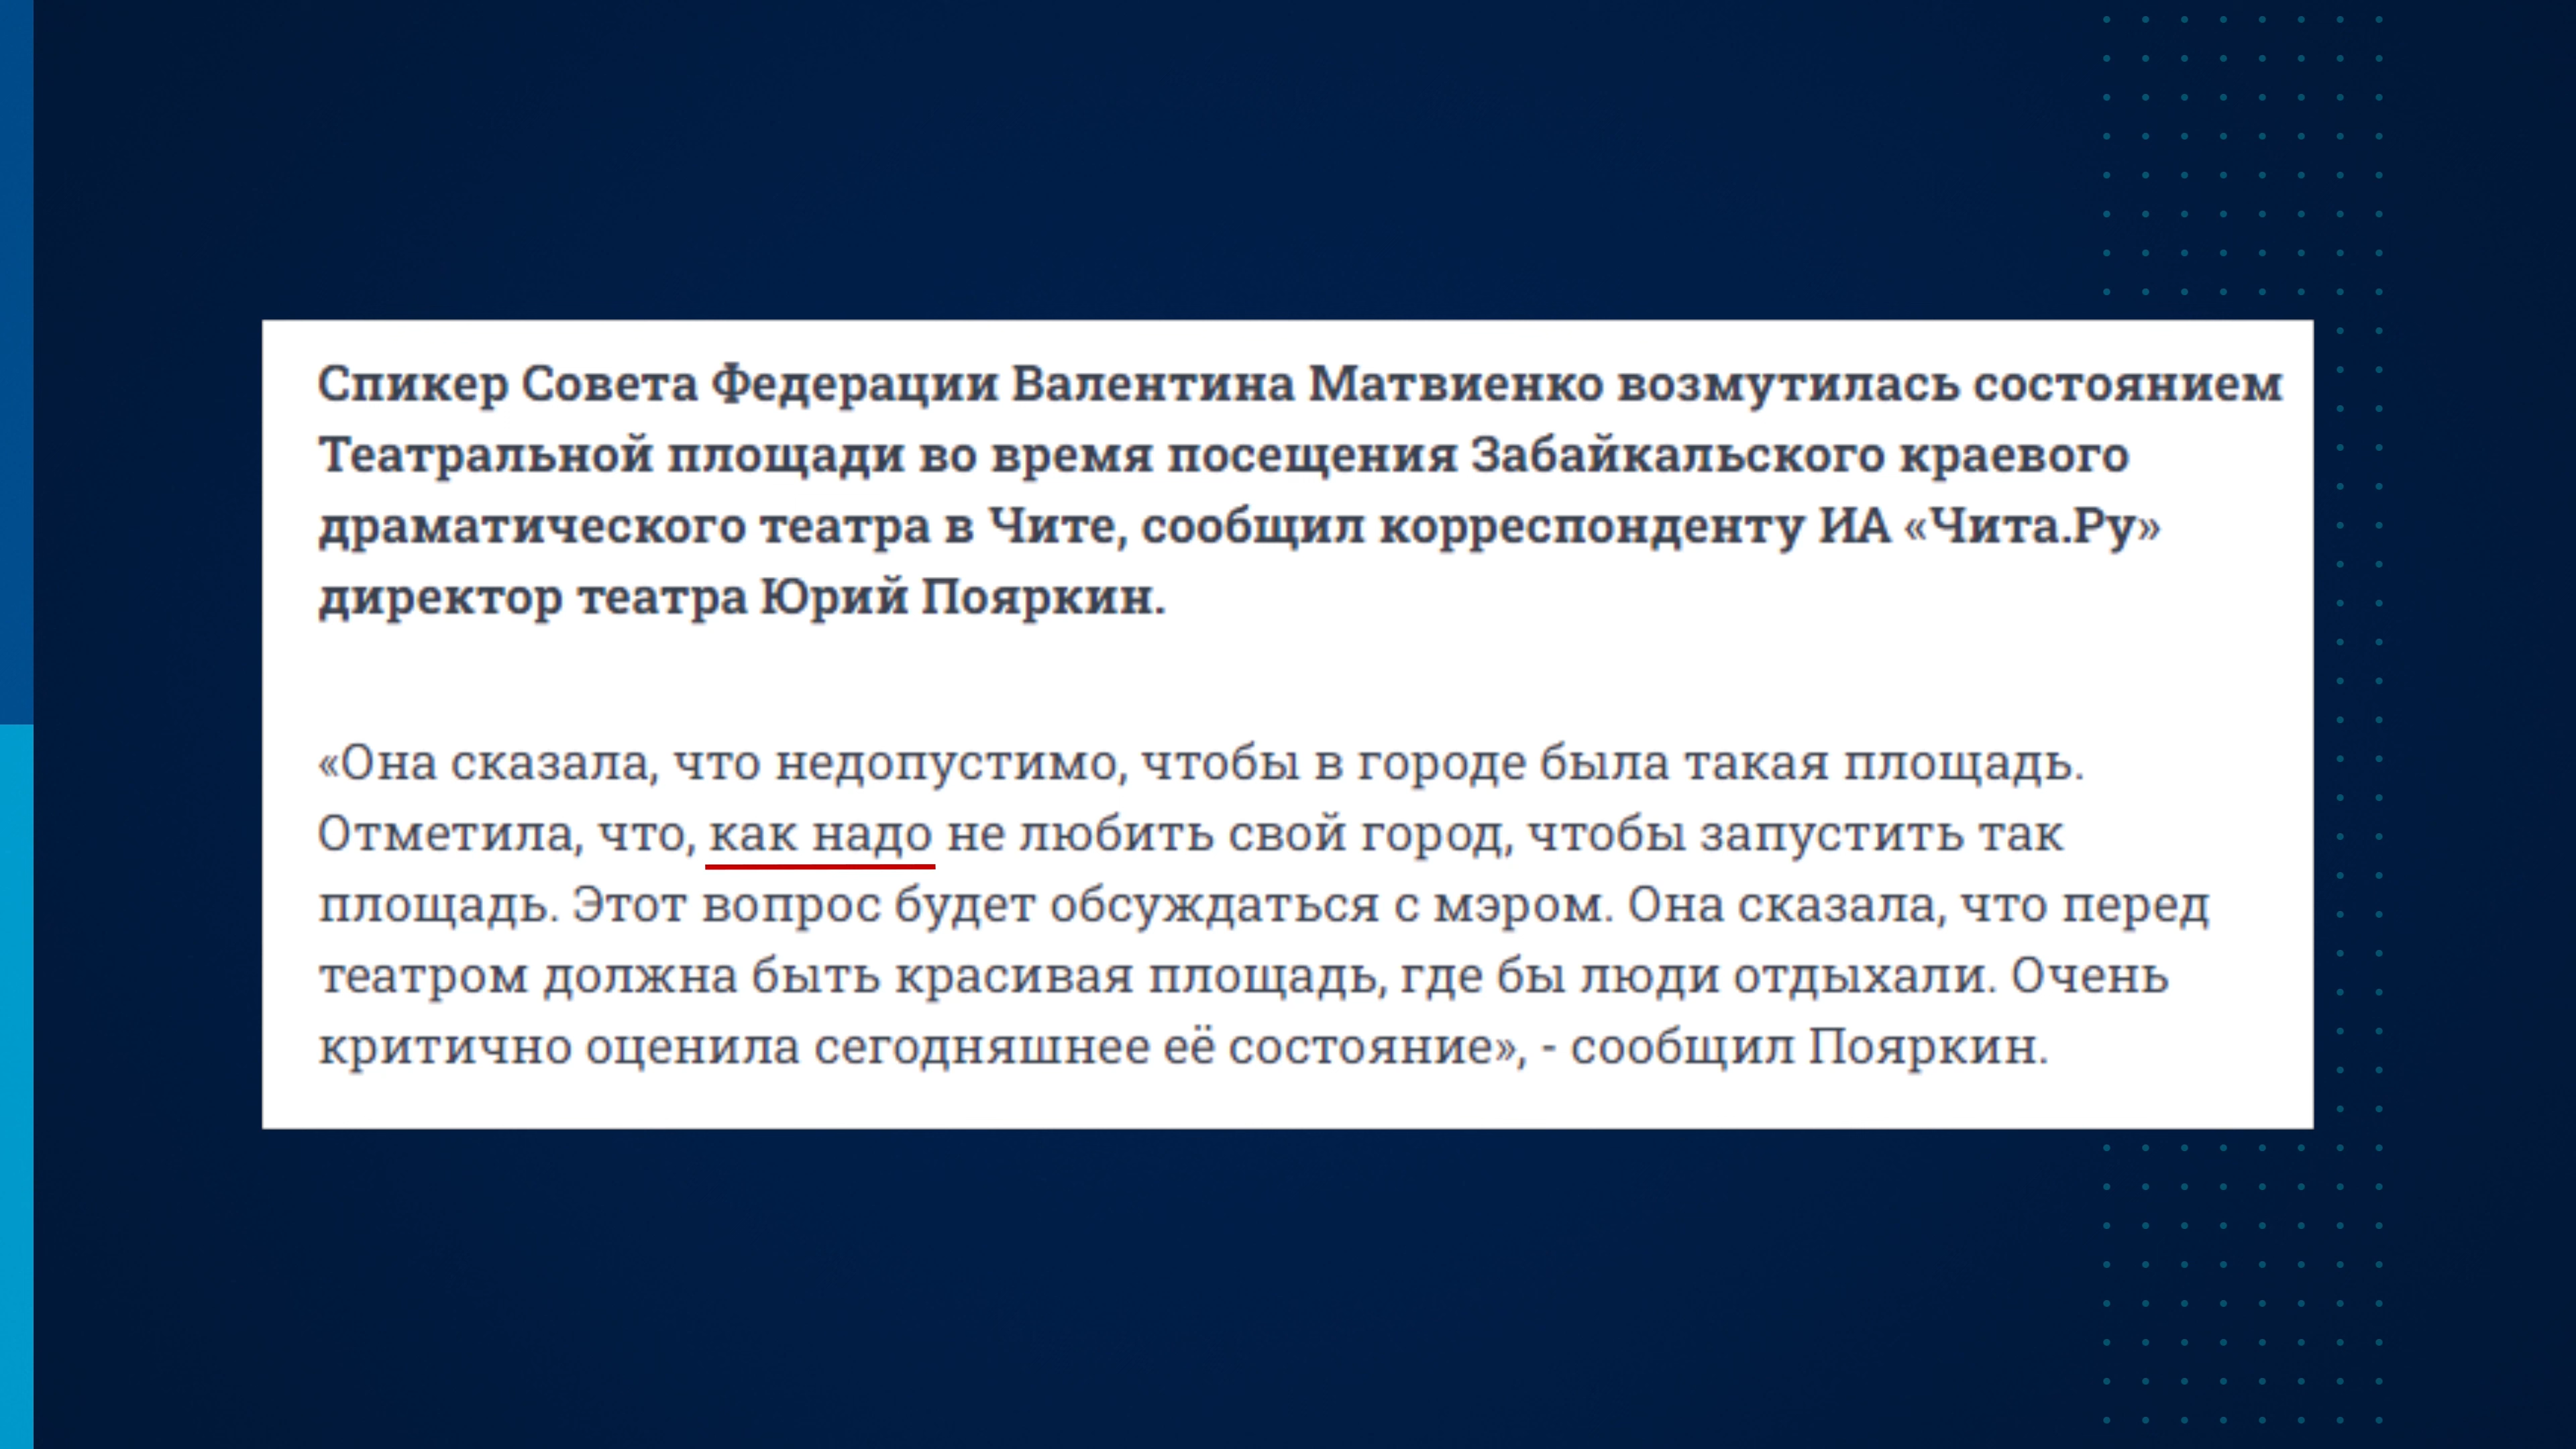 Спикер Совета Федерации Валентина Матвиенко возмутилась состоянием
Театральной площади во время посещения Забайкальского краевого
драматического театра в Чите, сообщил корреспонденту ИА «Чита.Ру»
директор театра Юрий Пояркин.
«Она сказала, что недопустимо, чтобы в городе была такая площадь.
Отметила, что, как надо не любить свой город, чтобы запустить так
площадь. Этот вопрос будет обсуждаться с мэром. Она сказала, что перед
театром должна быть красивая площадь, где бы люди отдыхали. Очень
критично оценила сегодняшнее её состояние», - сообщил Пояркин.